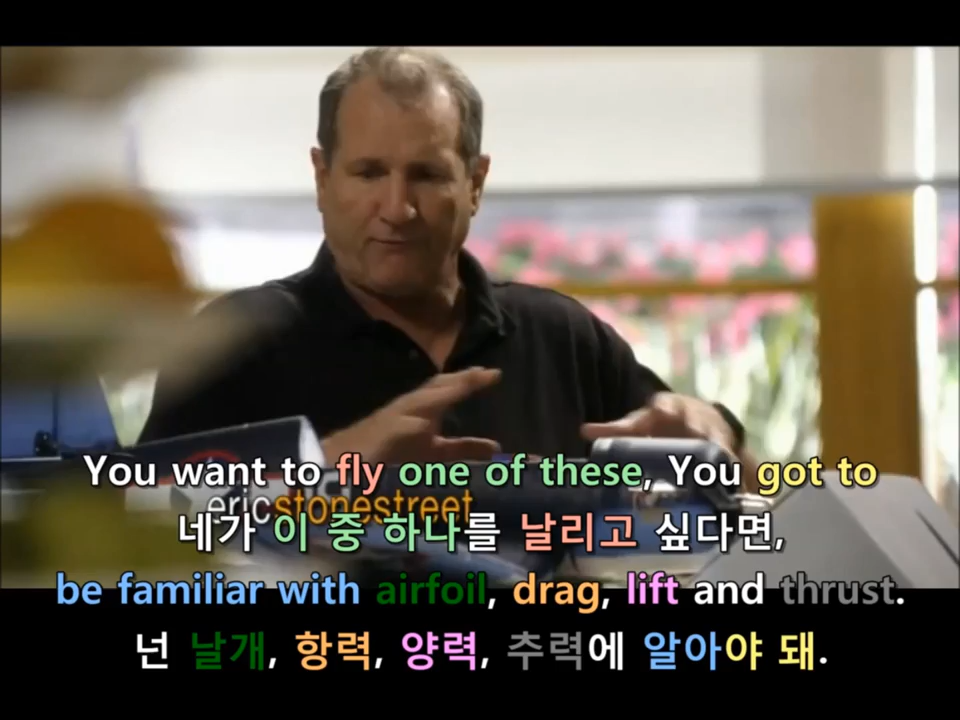 You want to fly one of these, You got to
ericstonestreet
네가 이 중 하나를 날리고 싶다면,
be familiar with airfoil, drag, lift and thrust.
넌 날개, 항력, 양력, 추력에 알아야 돼.